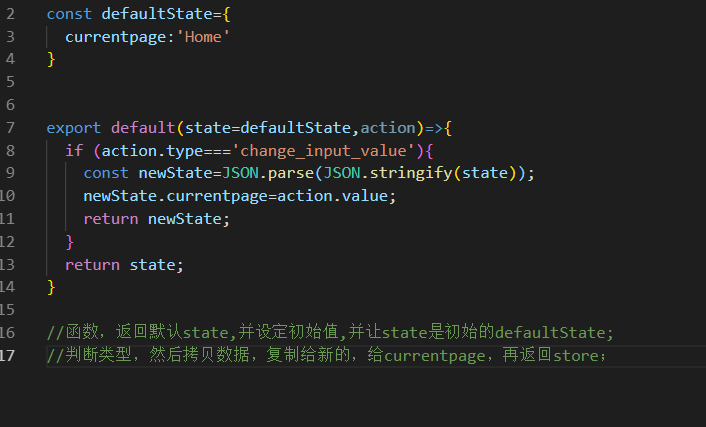 2 const defaultState={
3 currentpage:'Home'
4 }
5
6
7 export default(state=defaultState,action)=>{
8 if (action.type==='change_input_value'){
9 const newState=JSON.parse(JSON.stringify(state));
10 newState.currentpage=action.value;
11 return newState;
12 }
13 return state;
14 }
15
16 //函数，返回默认state,并设定初始值,并让state是初始的defaultState;
17 //判断类型，然后拷贝数据，复制给新的，给currentpage，再返回store；